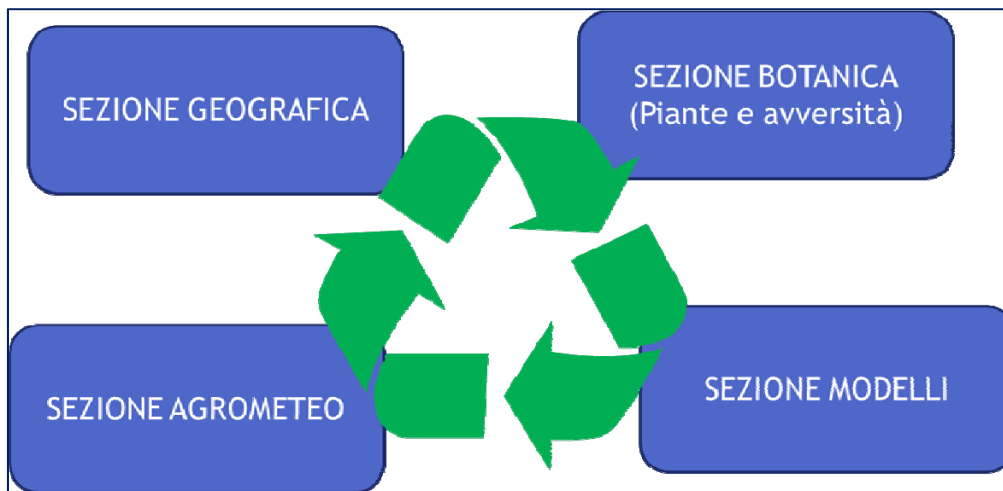 SEZIONE GEOGRAFICA
SEZIONE BOTANICA
(Piante e avversità)
SEZIONE AGROMETEO
SEZIONE MODELLI